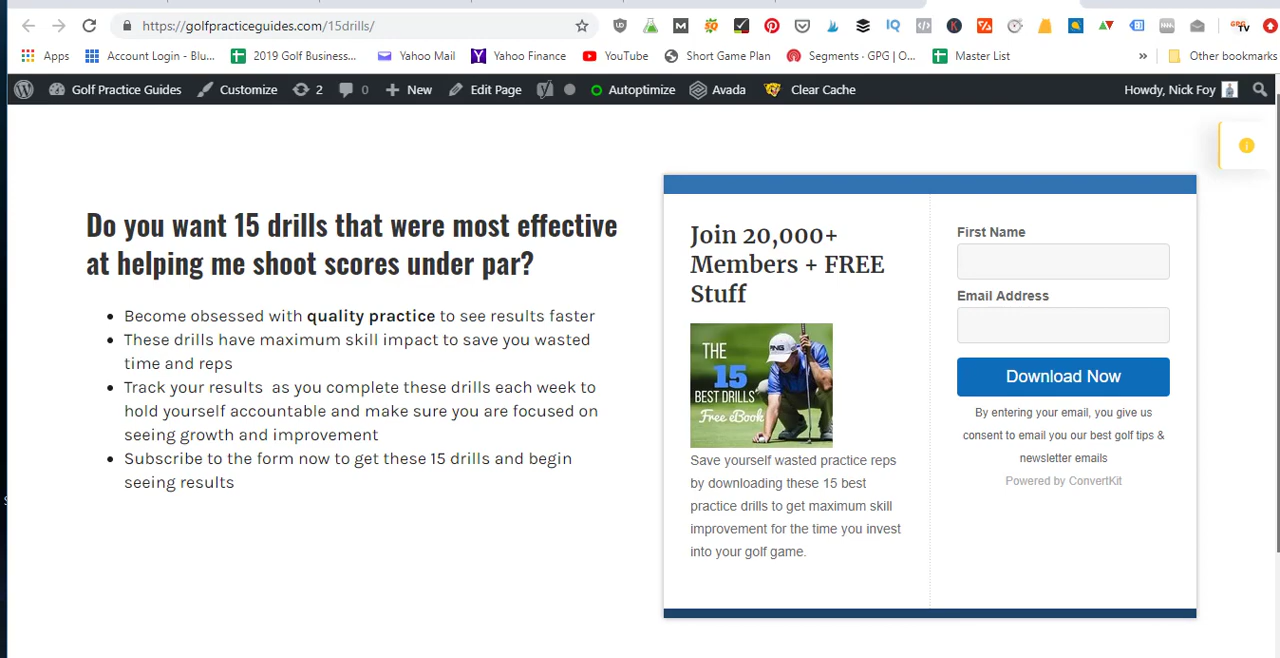 https://golfpracticeguides.com/15drills/
Apps
Account Login - Blu...
2019 Golf Business...
Yahoo Mail
Yahoo Finance
YouTube
Short Game Plan
Segments · GPG | O...
Master List
»
Other bookmarks
Golf Practice Guides
Customize
2
0
New
Edit Page
Autoptimize
Avada
Clear Cache
Howdy, Nick Foy
Do you want 15 drills that were most effective
at helping me shoot scores under par?
• Become obsessed with quality practice to see results faster
• These drills have maximum skill impact to save you wasted
time and reps
• Track your results as you complete these drills each week to
hold yourself accountable and make sure you are focused on
seeing growth and improvement
• Subscribe to the form now to get these 15 drills and begin
seeing results
Join 20,000+
Members + FREE
Stuff
PING
THE
15
BEST DRILLS
Free eBook
Save yourself wasted practice reps
by downloading these 15 best
practice drills to get maximum skill
improvement for the time you invest
into your golf game.
First Name
Email Address
Download Now
By entering your email, you give us
consent to email you our best golf tips &
newsletter emails
Powered by ConvertKit